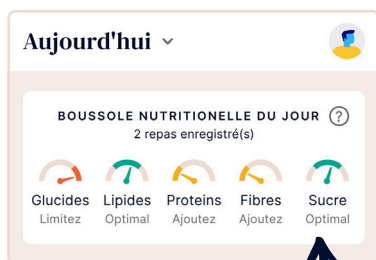 Aujourd'hui
BOUSSOLE NUTRITIONELLE DU JOUR ?
2 repas enregistré(s)
Glucides Lipides Proteins Fibres Sucre
Limitez Optimal Ajoutez Ajoutez Optimal